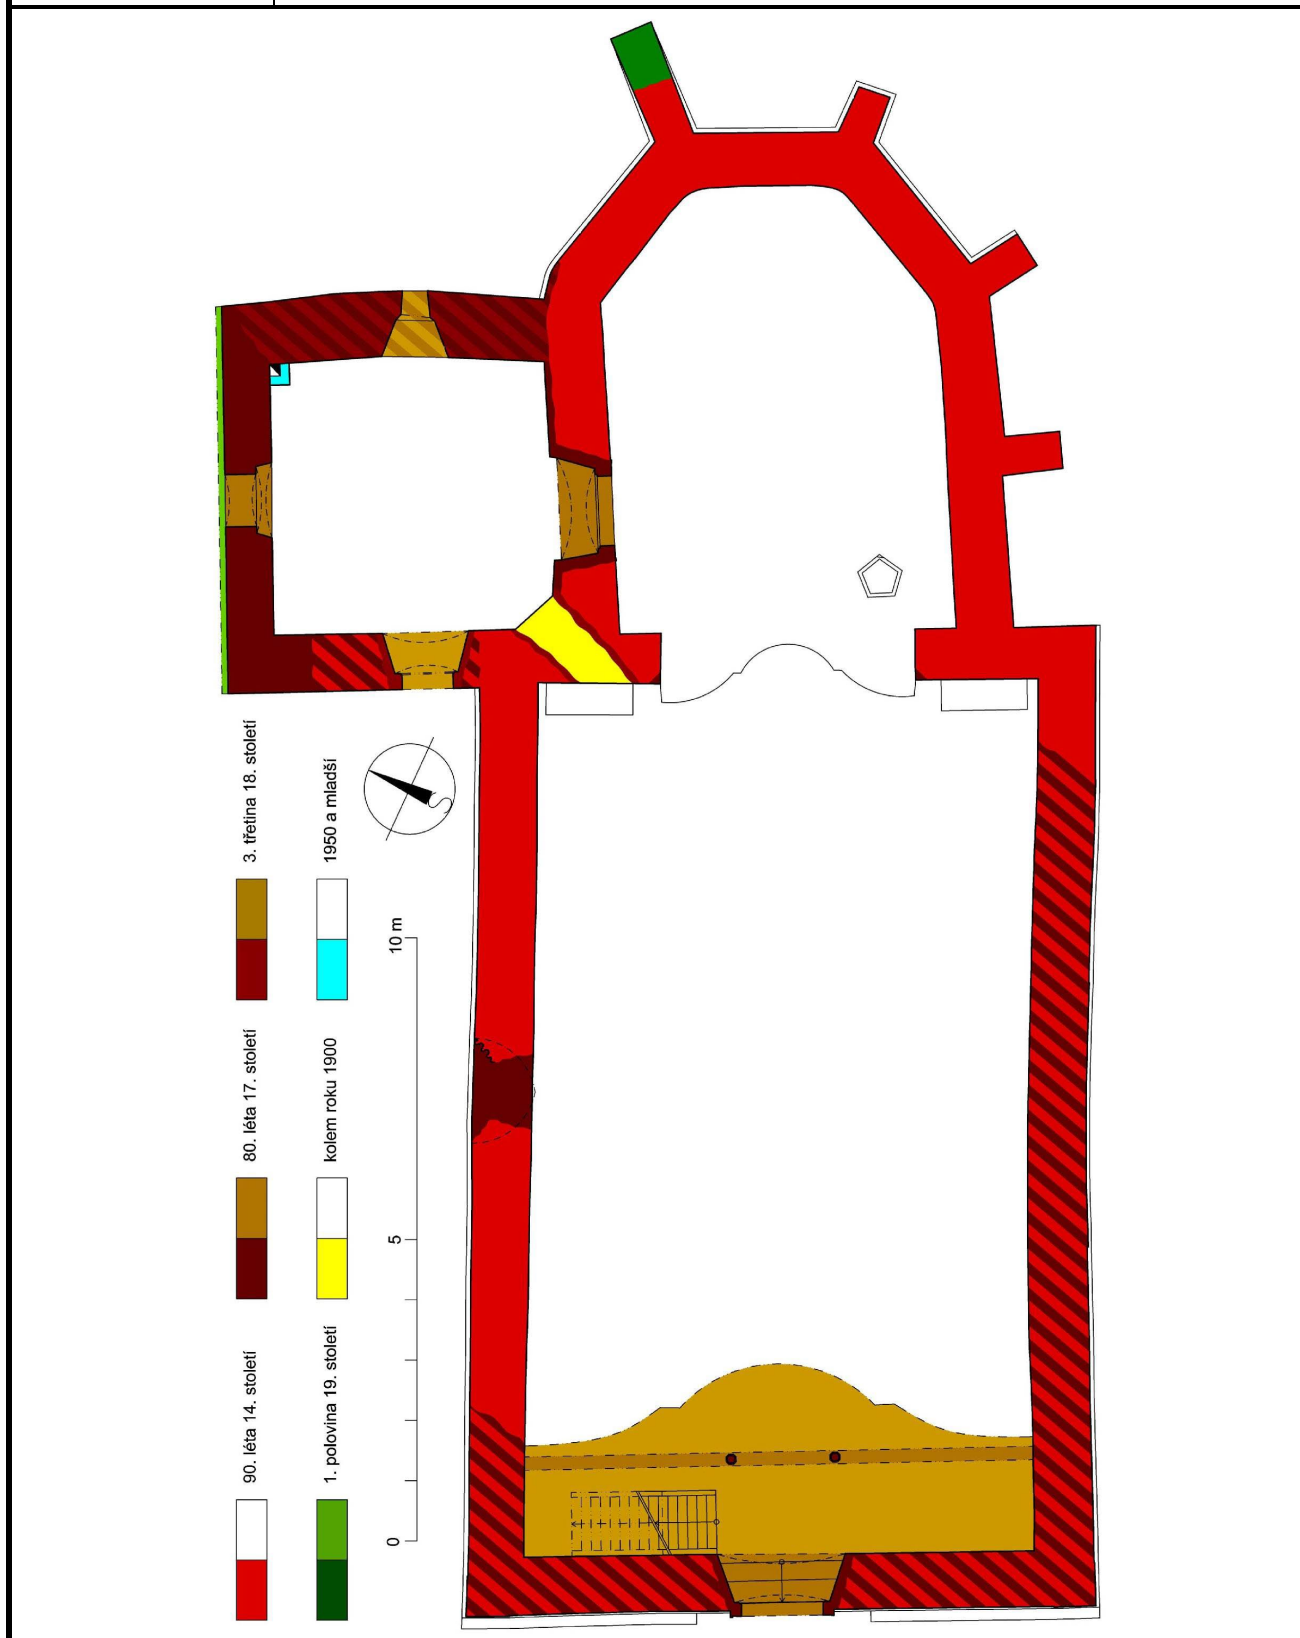 90. léta 14. století
80. léta 17. století
3. třetina 18. století
1. polovina 19. století
kolem roku 1900
1950 a mladší
0
5
10 m
S